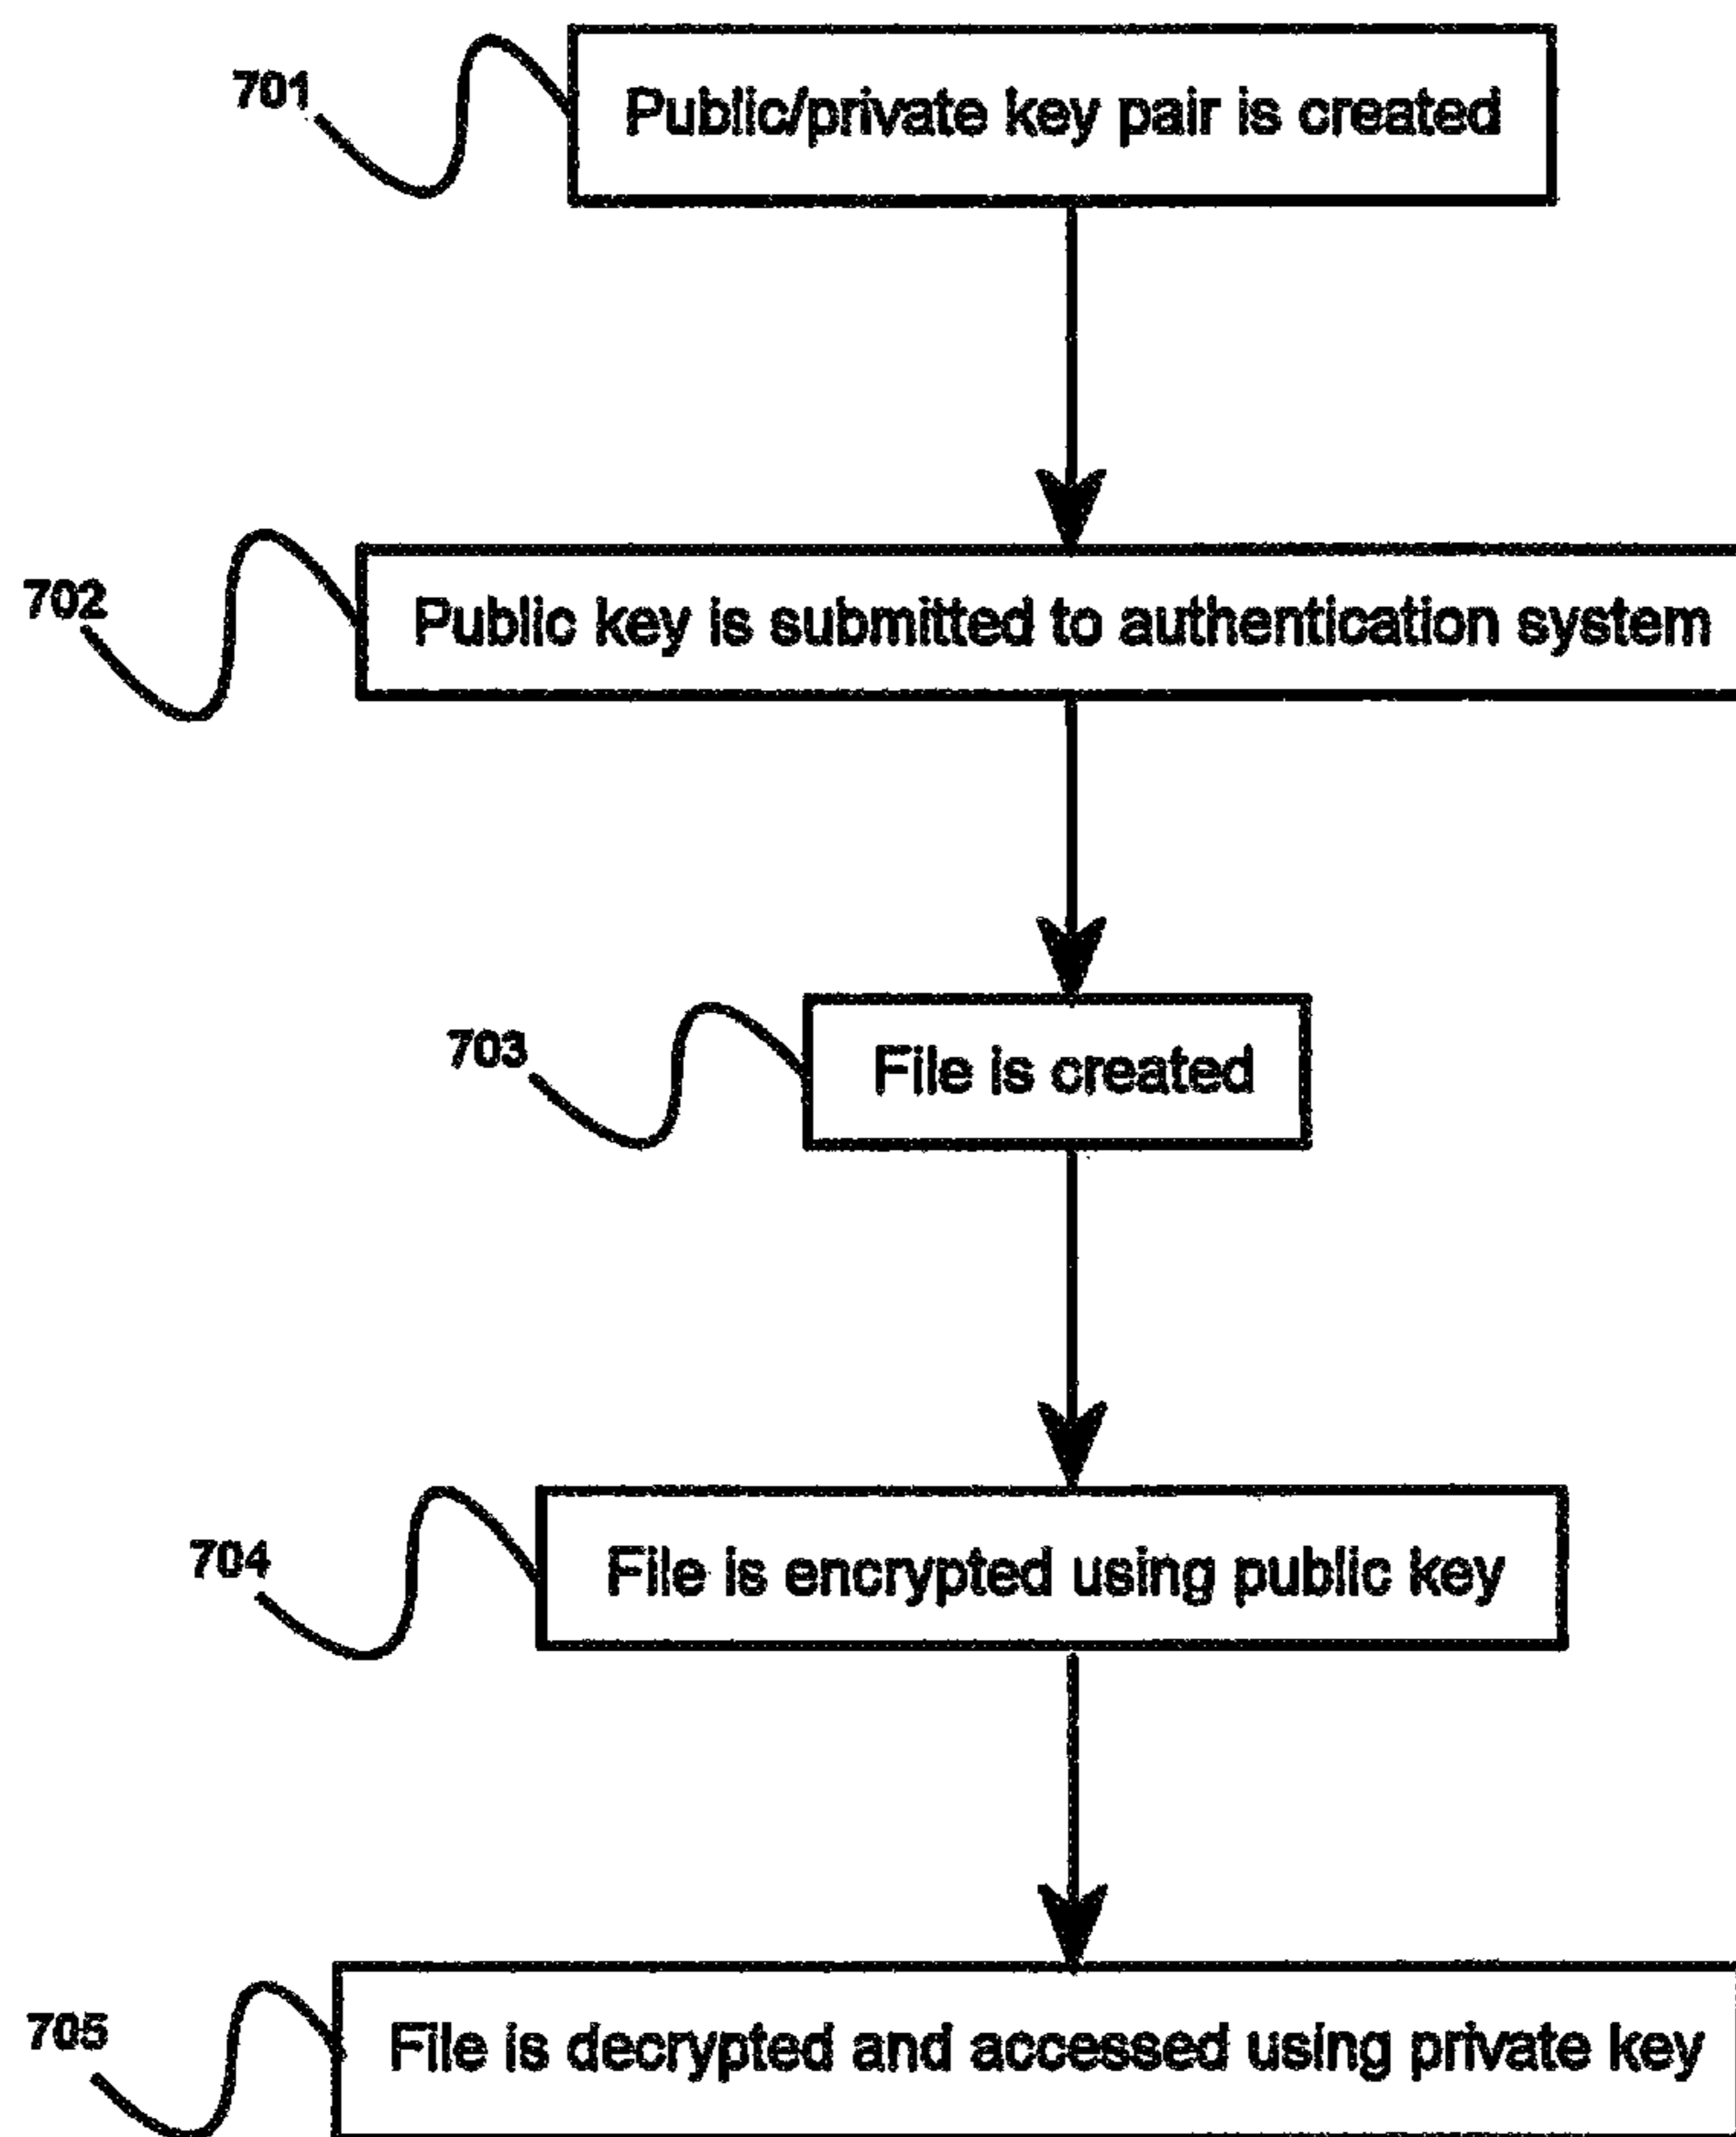 701
Public/private key pair is created
702
Public key is submitted to authentication system
703
File is created
704
File is encrypted using public key
705
File is decrypted and accessed using private key